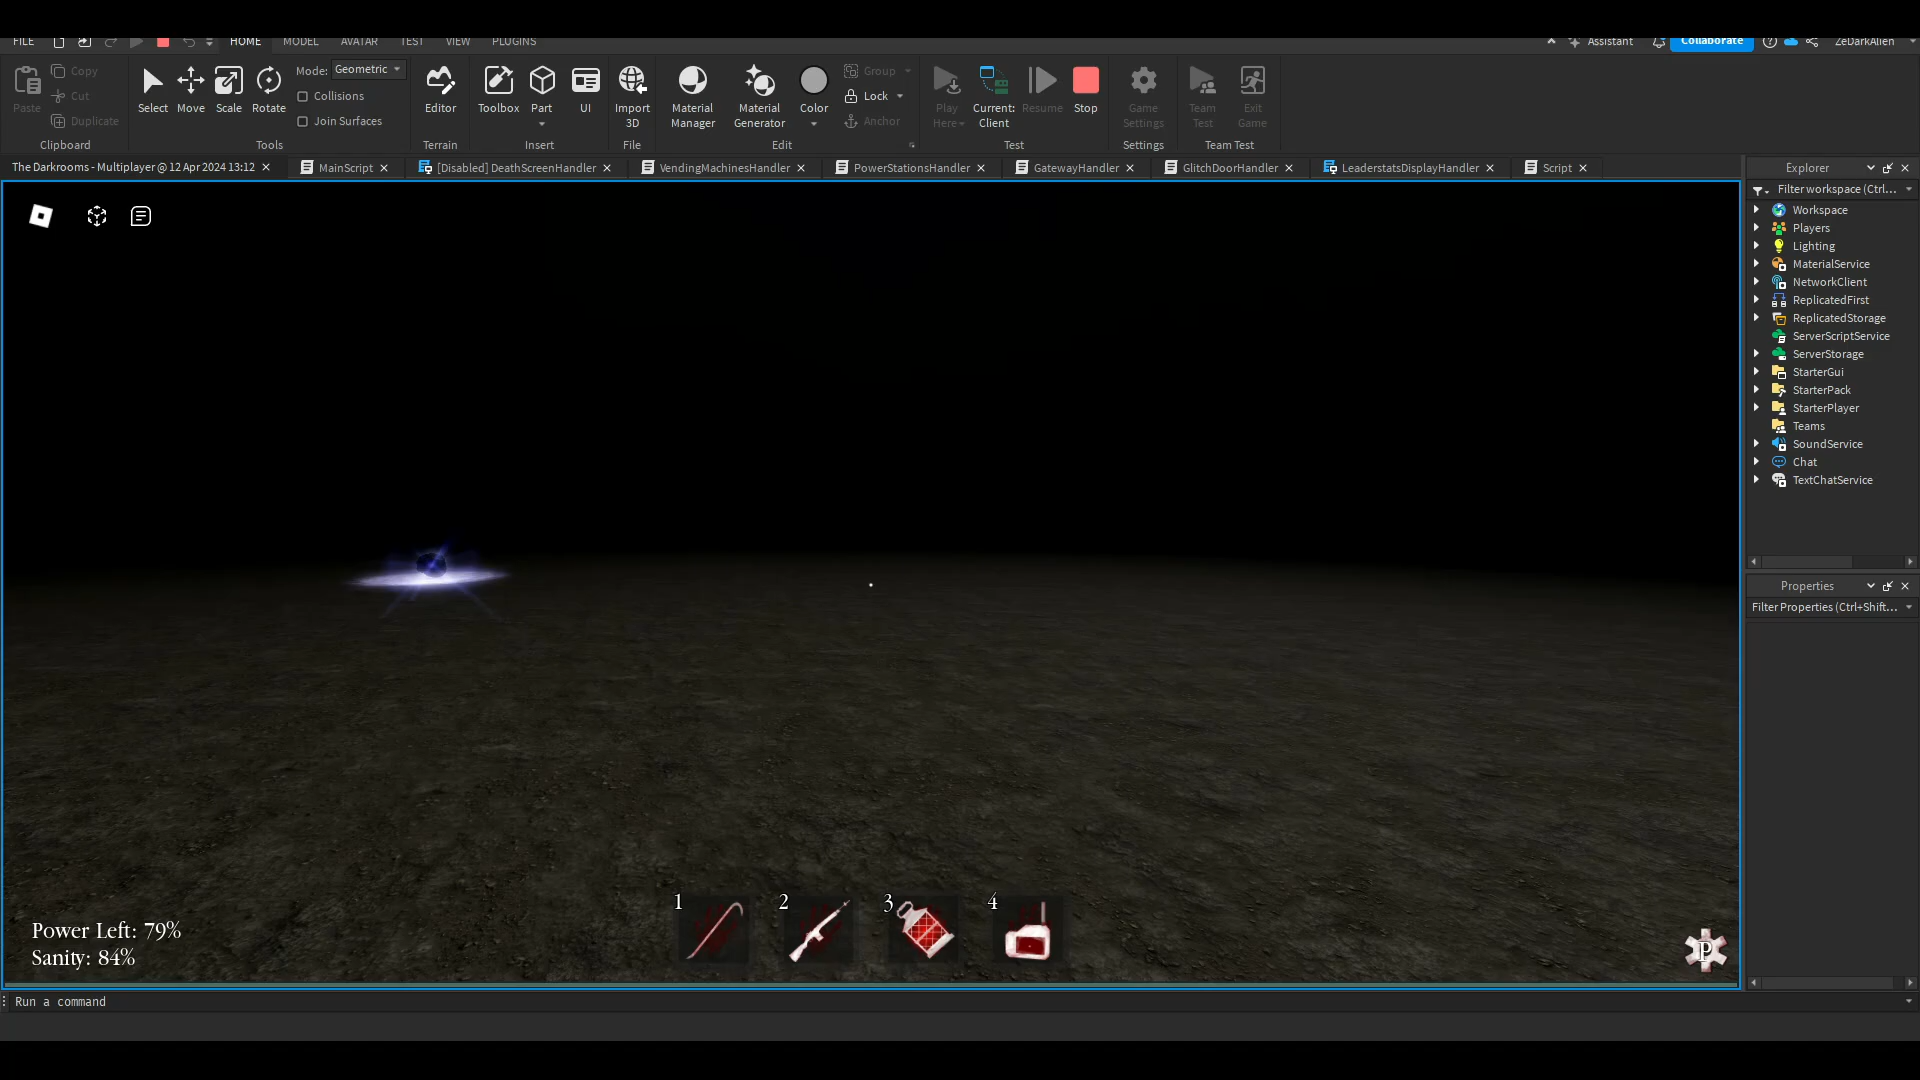 FILE HOME MODEL AVATAR TEST VIEW PLUGINS Assistant Collaborate ZeDarkAlien
Paste Copy Cut Duplicate Clipboard
Select Move Scale Rotate Mode: Geometric Collisions Join Surfaces Tools
Editor Terrain
Toolbox Part UI Insert
Import 3D File
Material Manager Material Generator Color Group Lock Anchor Edit
Play Here Current: Client Resume Stop Test
Game Settings Settings
Team Test Exit Game Team Test
The Darkrooms - Multiplayer @ 12 Apr 2024 13:12 MainScript [Disabled] DeathScreenHandler VendingMachinesHandler PowerStationsHandler GatewayHandler GlitchDoorHandler LeaderstatsDisplayHandler Script
Explorer
Filter workspace (Ctrl...
Workspace
Players
Lighting
MaterialService
NetworkClient
ReplicatedFirst
ReplicatedStorage
ServerScriptService
ServerStorage
StarterGui
StarterPack
StarterPlayer
Teams
SoundService
Chat
TextChatService
Properties
Filter Properties (Ctrl+Shift...
1 2 3 4
Power Left: 79%
Sanity: 84%
P
Run a command